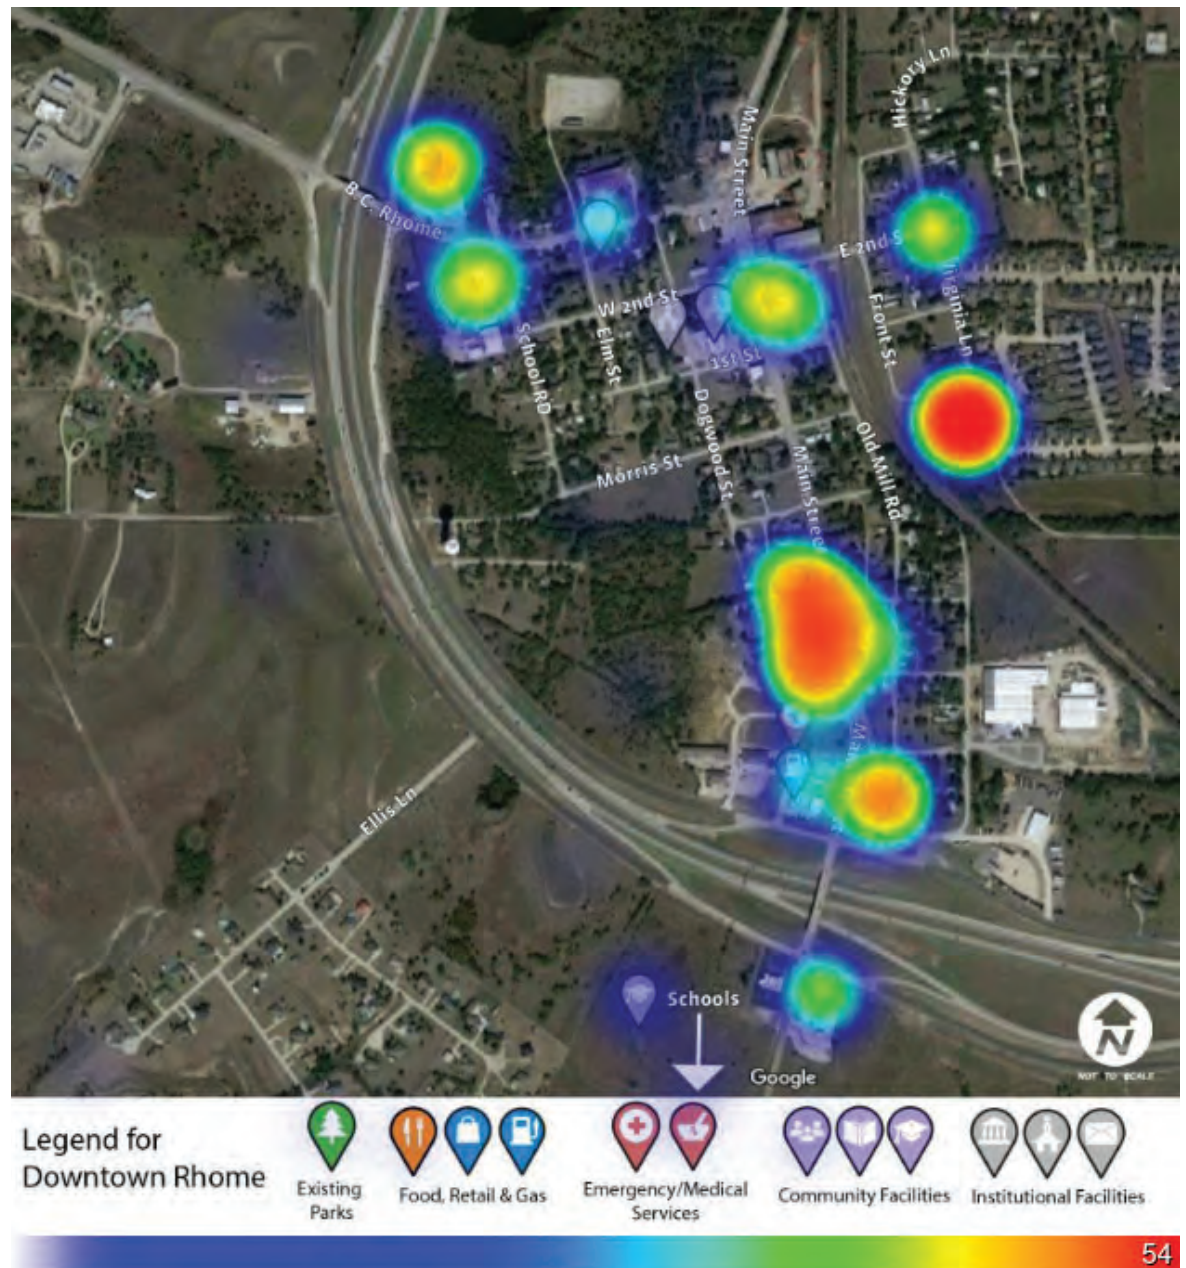 Hickory Ln
Main Street
B.C. Rhome
E 2nd S
W 2nd St
Virginia Ln
Front St
School RD
Elm St
1st St
Dogwood St
Old Mill Rd
Morris St
Main Stree
Ma
Ellis Ln
Schools
Google
N
NOT TO SCALE
Legend for
Downtown Rhome
Existing
Parks
Food, Retail & Gas
Emergency/Medical
Services
Community Facilities
Institutional Facilities
54